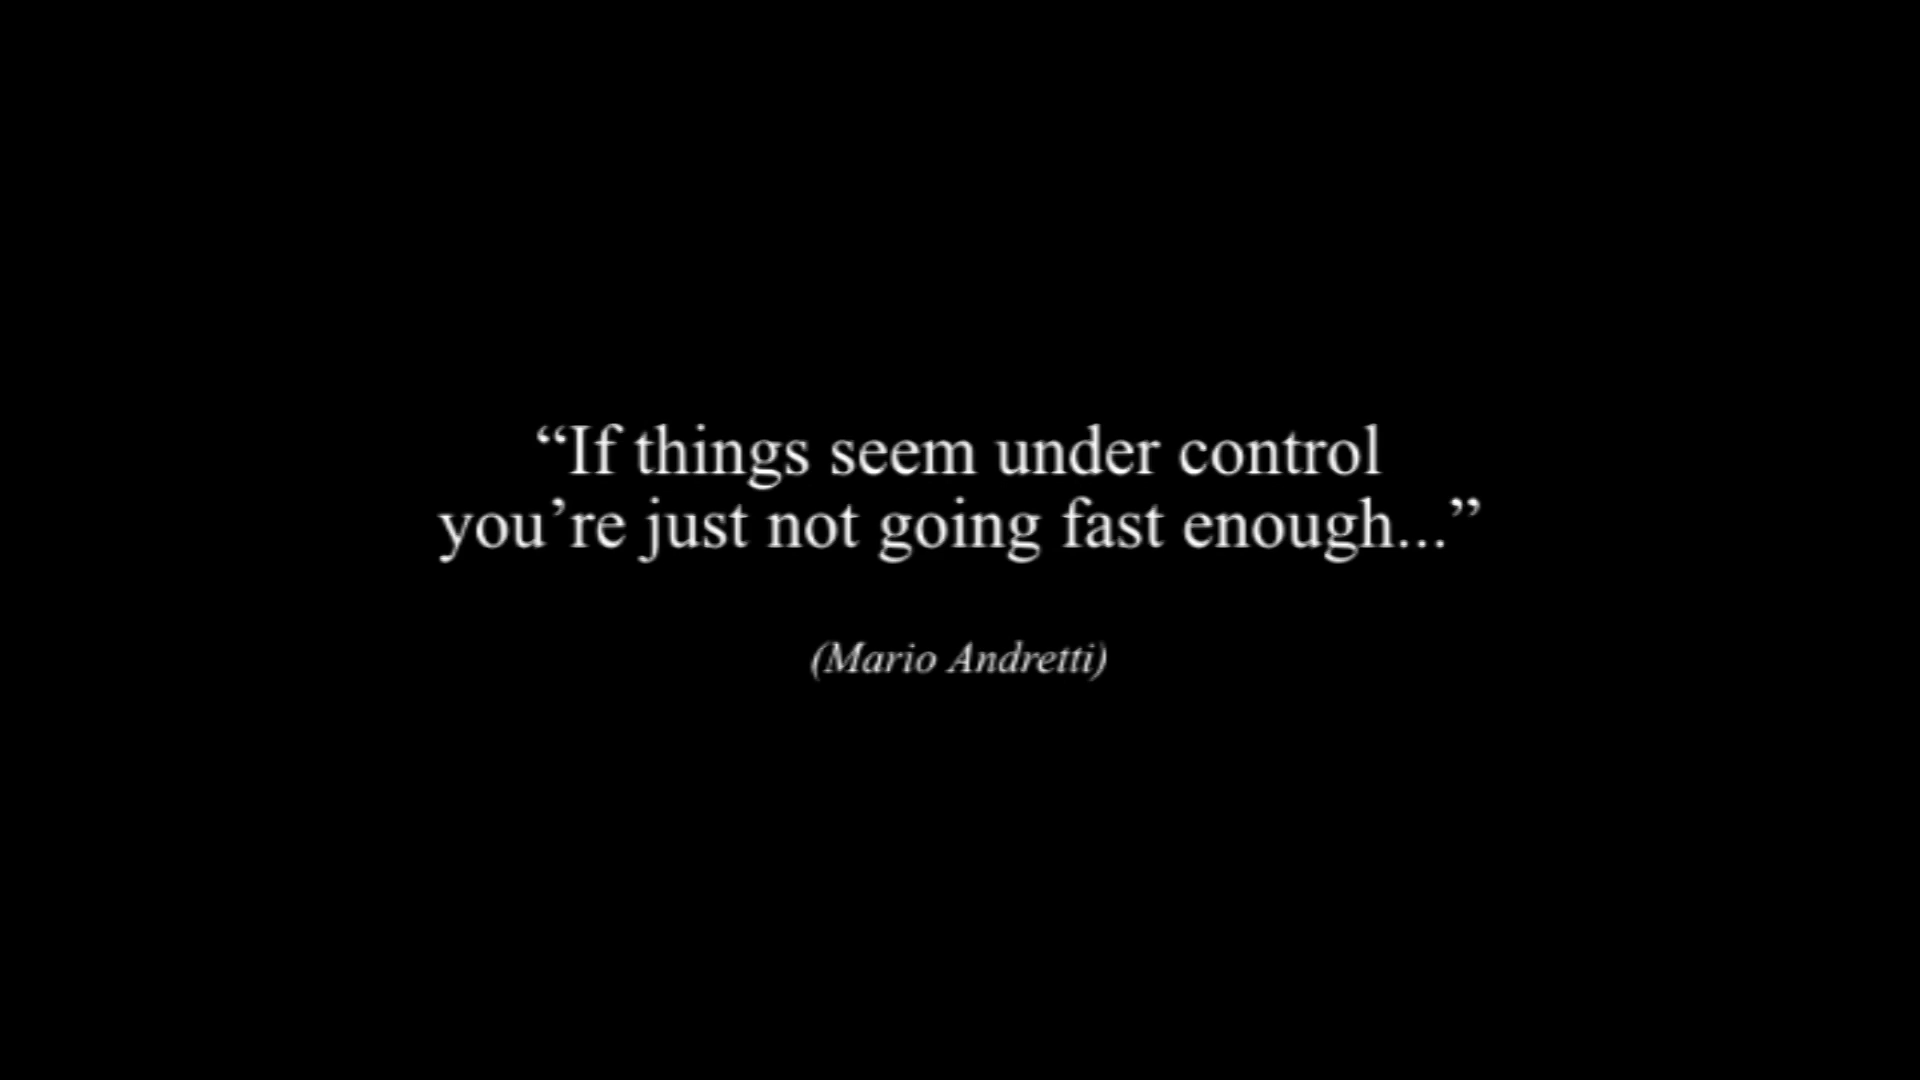 “If things seem under control
you’re just not going fast enough...”
(Mario Andretti)